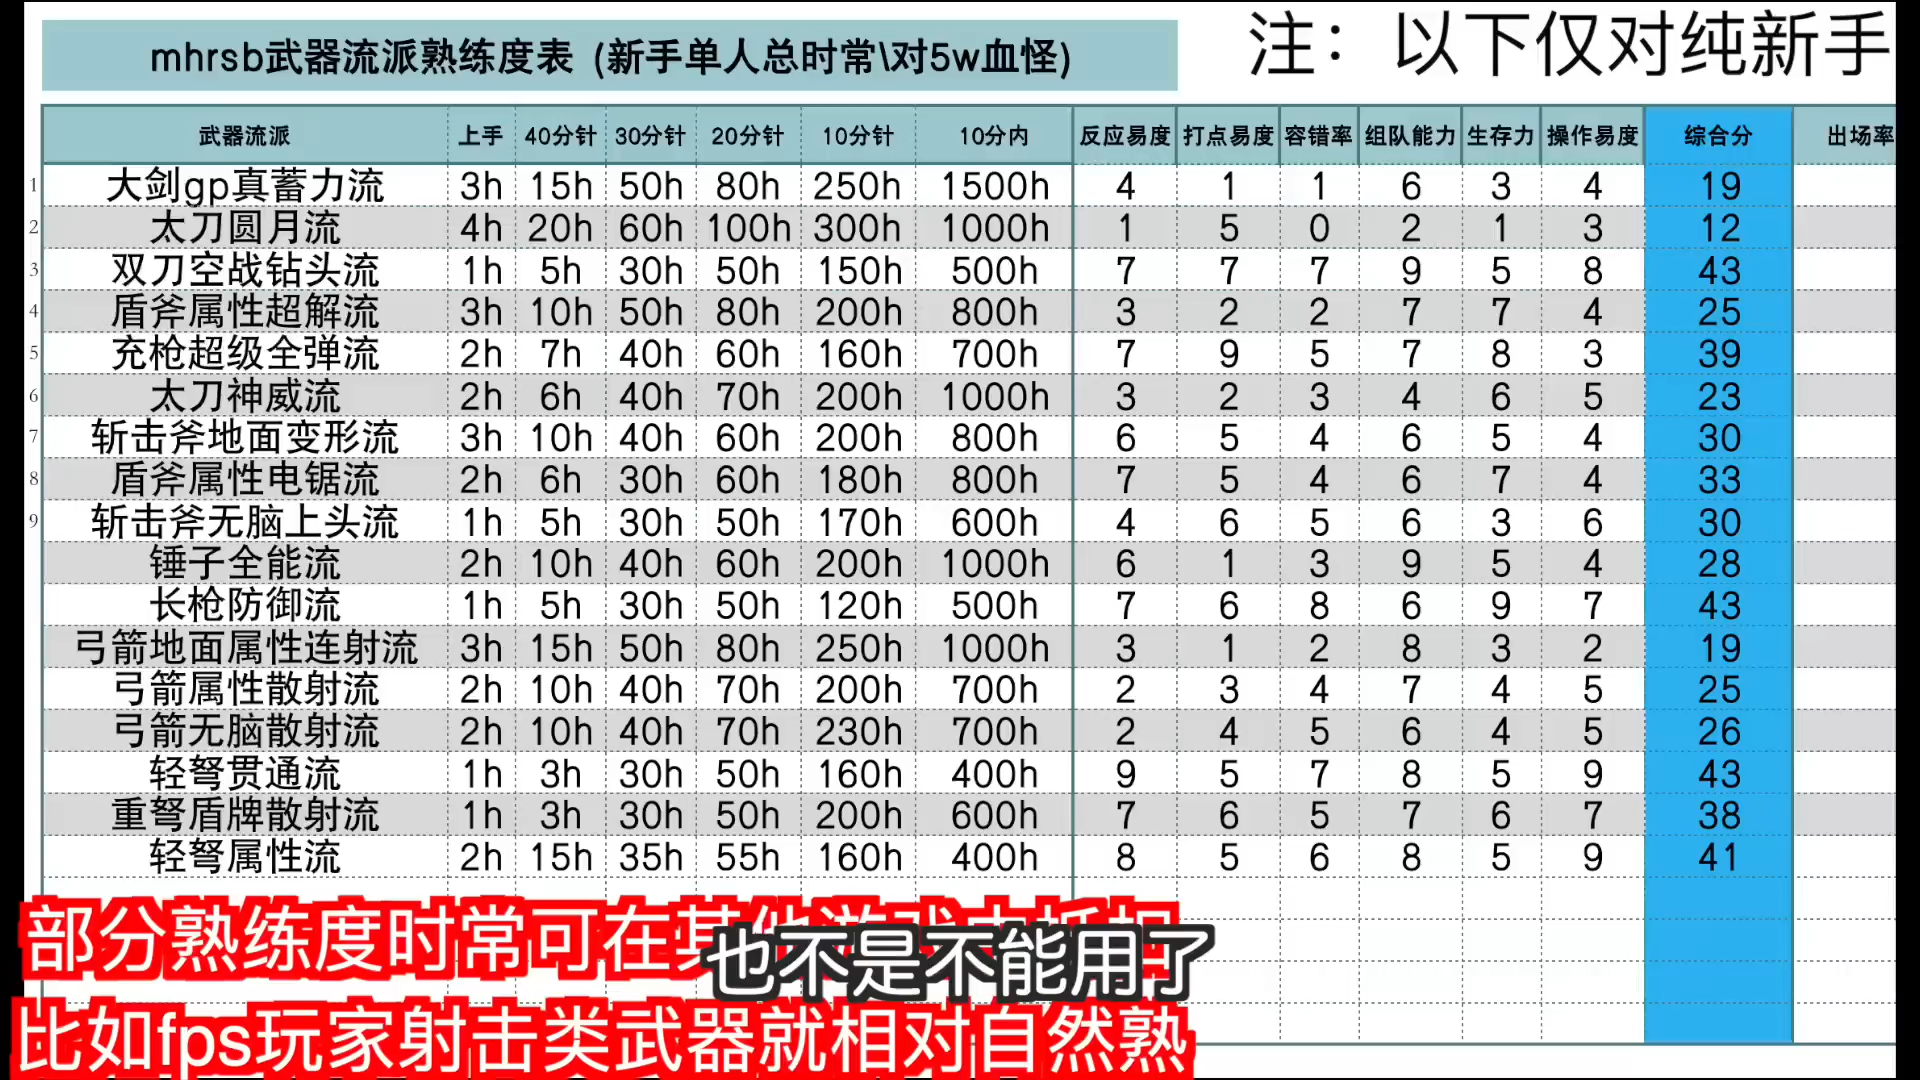 注：以下仅对纯新手
mhrsb武器流派熟练度表 (新手单人总时常\对5w血怪)
武器流派 上手 40分针 30分针 20分针 10分针 10分内 反应易度 打点易度 容错率 组队能力 生存力 操作易度 综合分 出场率
1 大剑gp真蓄力流 3h 15h 50h 80h 250h 1500h 4 1 1 6 3 4 19
2 太刀圆月流 4h 20h 60h 100h 300h 1000h 1 5 0 2 1 3 12
3 双刀空战钻头流 1h 5h 30h 50h 150h 500h 7 7 7 9 5 8 43
4 盾斧属性超解流 3h 10h 50h 80h 200h 800h 3 2 2 7 7 4 25
5 充枪超级全弹流 2h 7h 40h 60h 160h 700h 7 9 5 7 8 3 39
6 太刀神威流 2h 6h 40h 70h 200h 1000h 3 2 3 4 6 5 23
7 斩击斧地面变形流 3h 10h 40h 60h 200h 800h 6 5 4 6 5 4 30
8 盾斧属性电锯流 2h 6h 30h 60h 180h 800h 7 5 4 6 7 4 33
9 斩击斧无脑上头流 1h 5h 30h 50h 170h 600h 4 6 5 6 3 6 30
锤子全能流 2h 10h 40h 60h 200h 1000h 6 1 3 9 5 4 28
长枪防御流 1h 5h 30h 50h 120h 500h 7 6 8 6 9 7 43
弓箭地面属性连射流 3h 15h 50h 80h 250h 1000h 3 1 2 8 3 2 19
弓箭属性散射流 2h 10h 40h 70h 200h 700h 2 3 4 7 4 5 25
弓箭无脑散射流 2h 10h 40h 70h 230h 700h 2 4 5 6 4 5 26
轻弩贯通流 1h 3h 30h 50h 160h 400h 9 5 7 8 5 9 43
重弩盾牌散射流 1h 3h 30h 50h 200h 600h 7 6 5 7 6 7 38
轻弩属性流 2h 15h 35h 55h 160h 400h 8 5 6 8 5 9 41
部分熟练度时常可在其他游戏中折扣
也不是不能用了
比如fps玩家射击类武器就相对自然熟